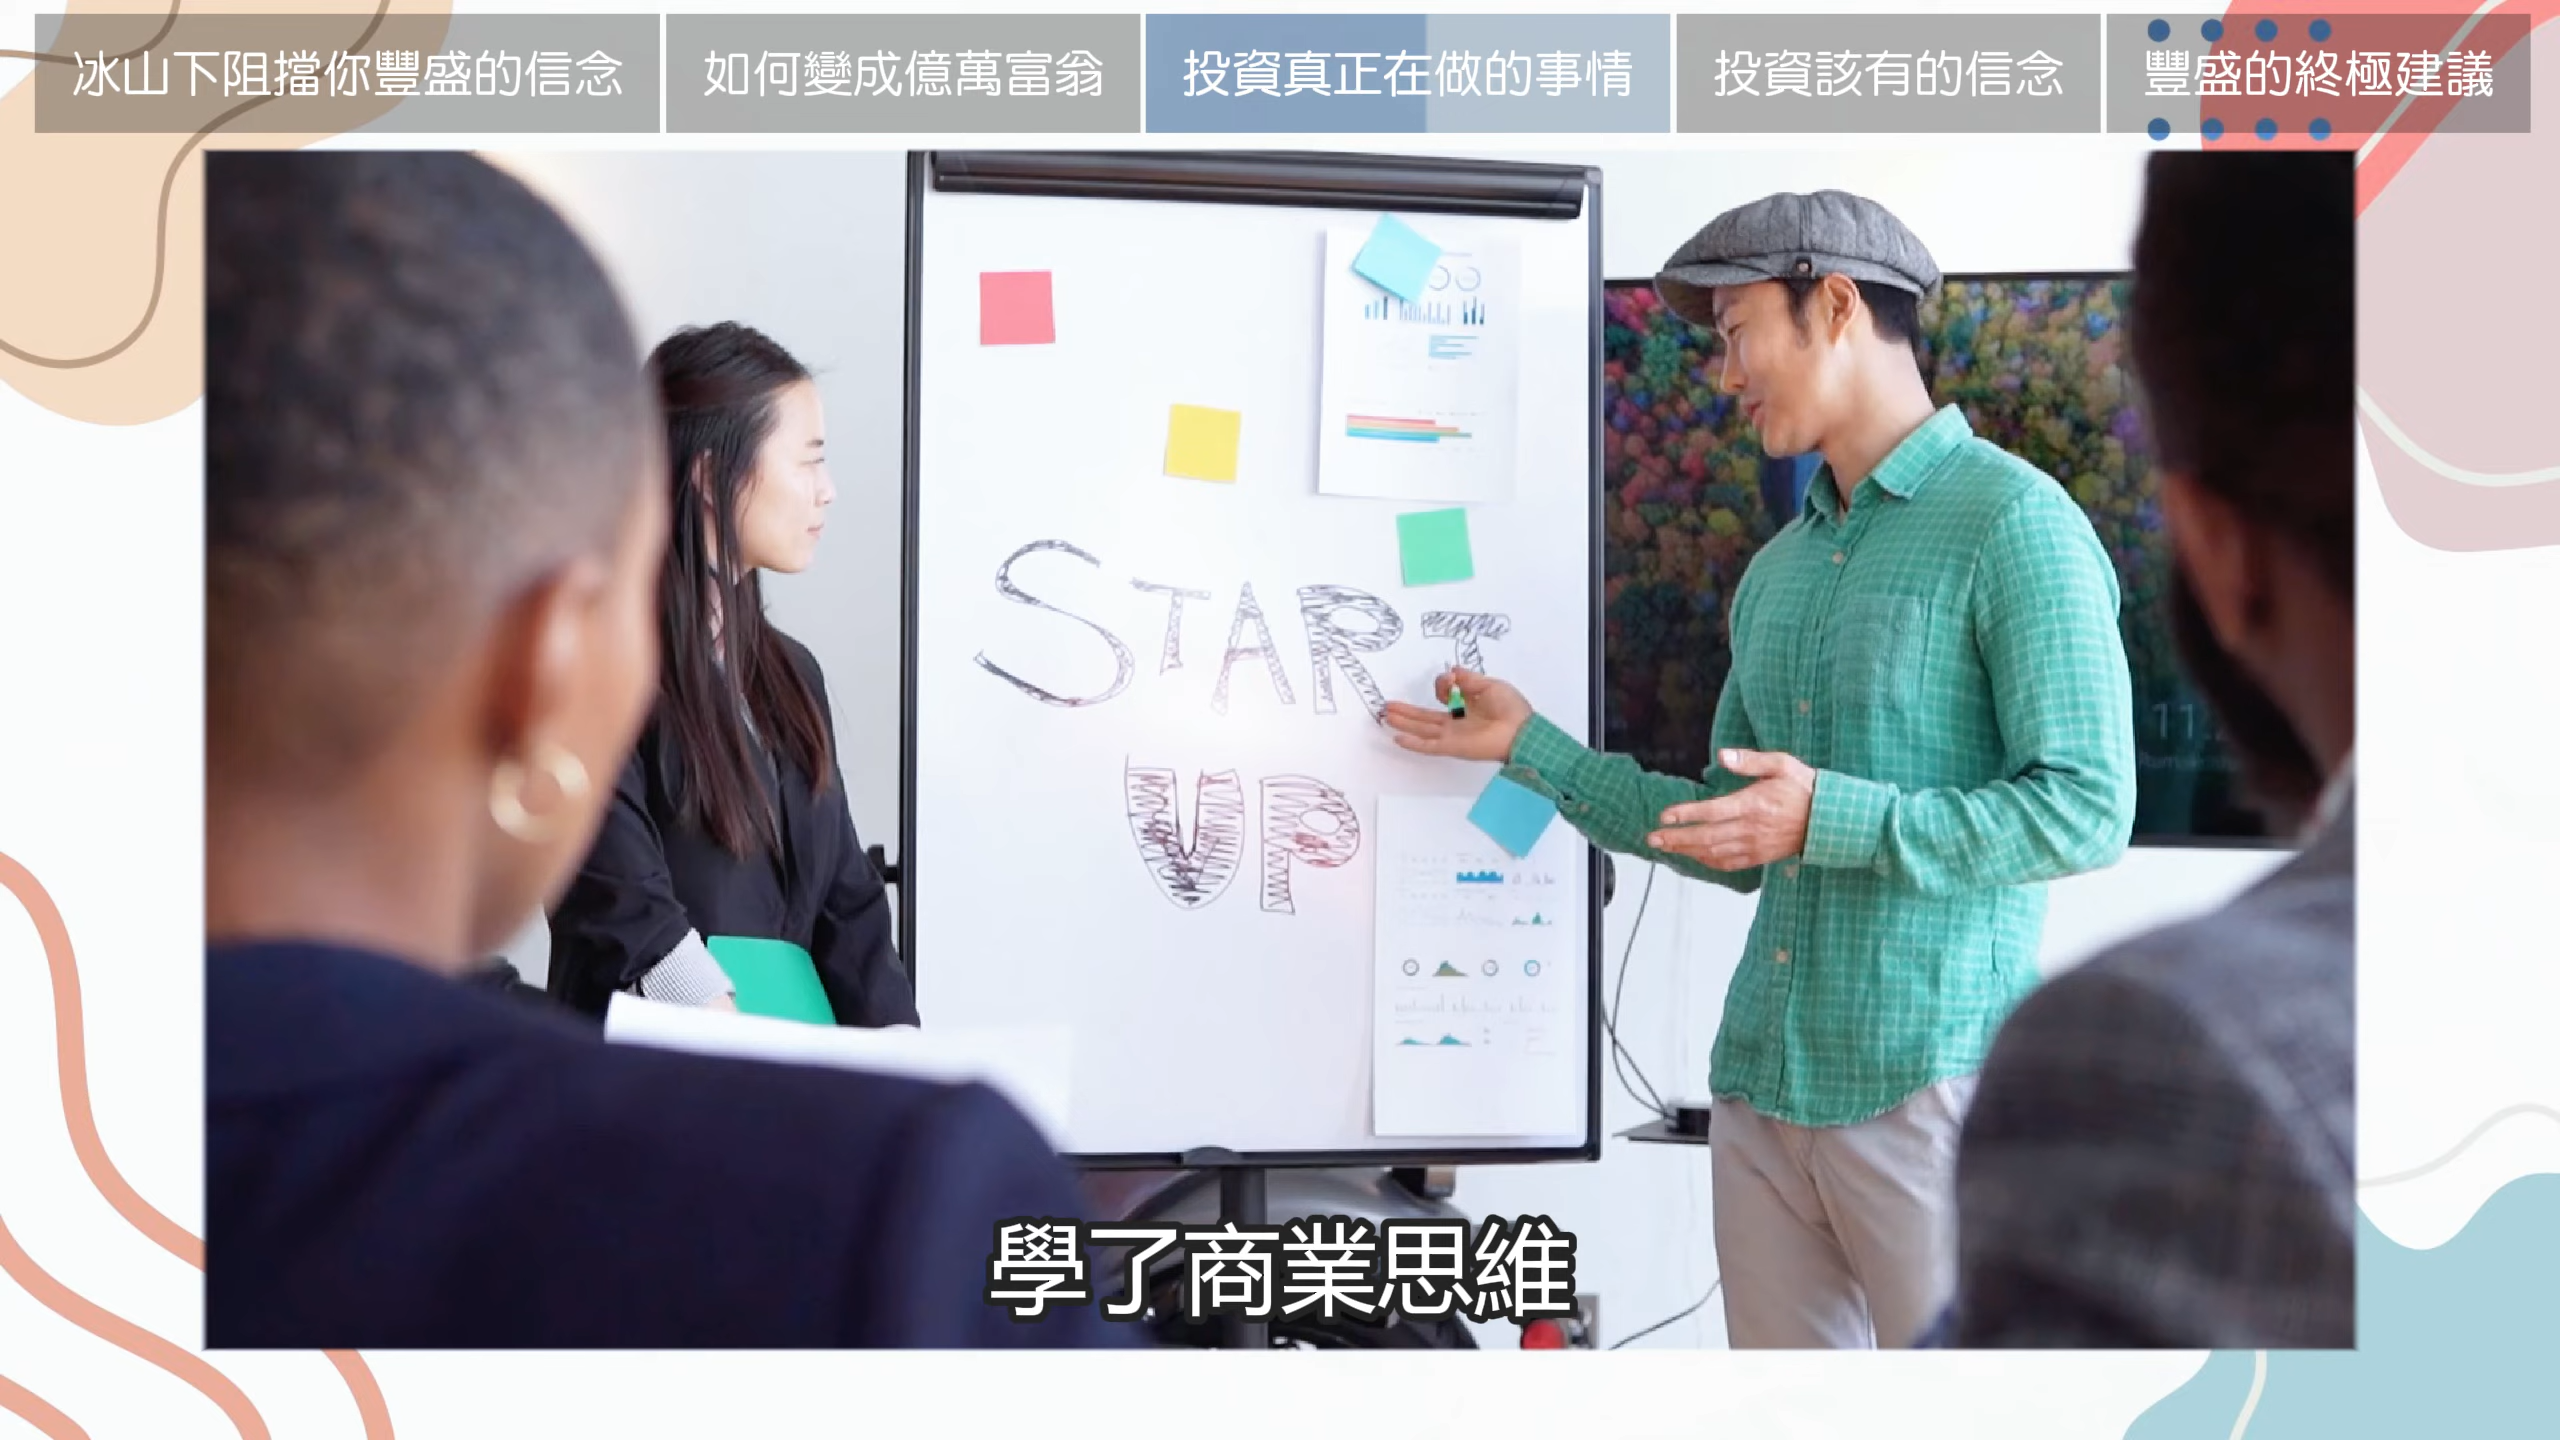 冰山下阻擋你豐盛的信念
如何變成億萬富翁
投資真正在做的事情
投資該有的信念
豐盛的終極建議
START
UP
學了商業思維